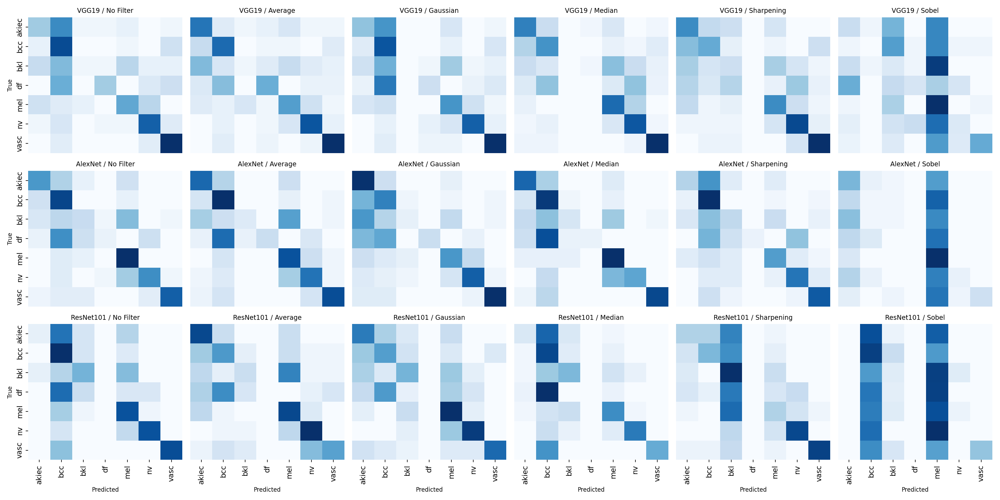 VGG19 / No Filter
VGG19 / Average
VGG19 / Gaussian
VGG19 / Median
VGG19 / Sharpening
VGG19 / Sobel
True
akiec
bcc
bkl
df
mel
nv
vasc
AlexNet / No Filter
AlexNet / Average
AlexNet / Gaussian
AlexNet / Median
AlexNet / Sharpening
AlexNet / Sobel
True
akiec
bcc
bkl
df
mel
nv
vasc
ResNet101 / No Filter
ResNet101 / Average
ResNet101 / Gaussian
ResNet101 / Median
ResNet101 / Sharpening
ResNet101 / Sobel
True
akiec
bcc
bkl
df
mel
nv
vasc
akiec bcc bkl df mel nv vasc
Predicted
akiec bcc bkl df mel nv vasc
Predicted
akiec bcc bkl df mel nv vasc
Predicted
akiec bcc bkl df mel nv vasc
Predicted
akiec bcc bkl df mel nv vasc
Predicted
akiec bcc bkl df mel nv vasc
Predicted